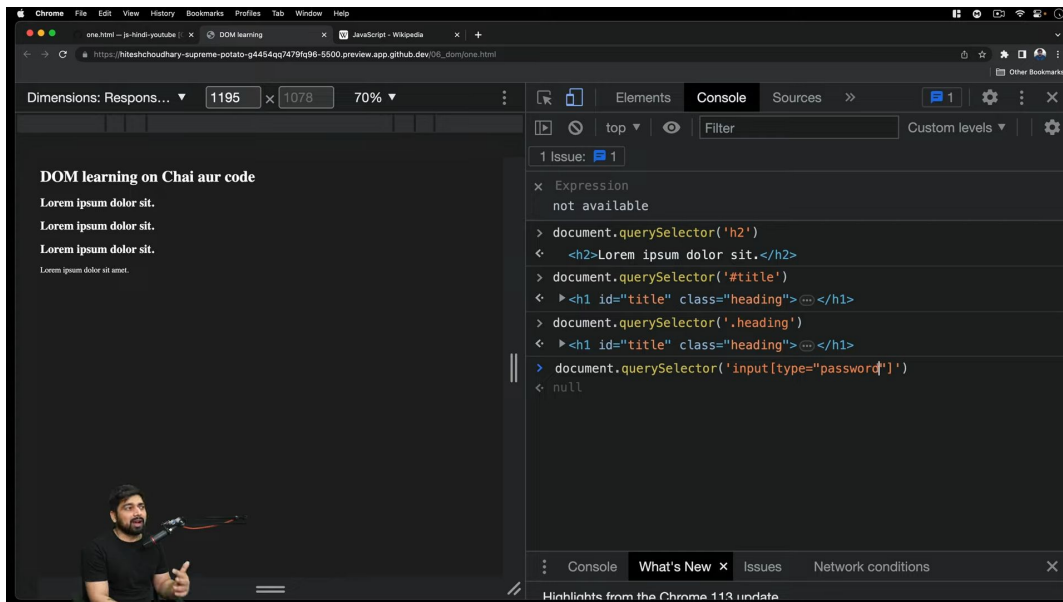 Chrome File Edit View History Bookmarks Profiles Tab Window Help
one.html — js-hindi-youtube [C × DOM learning × W JavaScript - Wikipedia × +
https://hiteshchoudhary-supreme-potato-g4454qq7479fq96-5500.preview.app.github.dev/06_dom/one.html
Other Bookmarks
Dimensions: Respons... ▼ 1195 × 1078 70% ▼
Elements Console Sources » 1
top ▼ Filter Custom levels ▼
1 Issue: 1
DOM learning on Chai aur code
Lorem ipsum dolor sit.
Lorem ipsum dolor sit.
Lorem ipsum dolor sit.
Lorem ipsum dolor sit amet.
× Expression
not available
> document.querySelector('h2')
<h2>Lorem ipsum dolor sit.</h2>
> document.querySelector('#title')
▶<h1 id="title" class="heading">…</h1>
> document.querySelector('.heading')
▶<h1 id="title" class="heading">…</h1>
> document.querySelector('input[type="password"]')
null
Console What's New × Issues Network conditions ×
Highlights from the Chrome 113 update